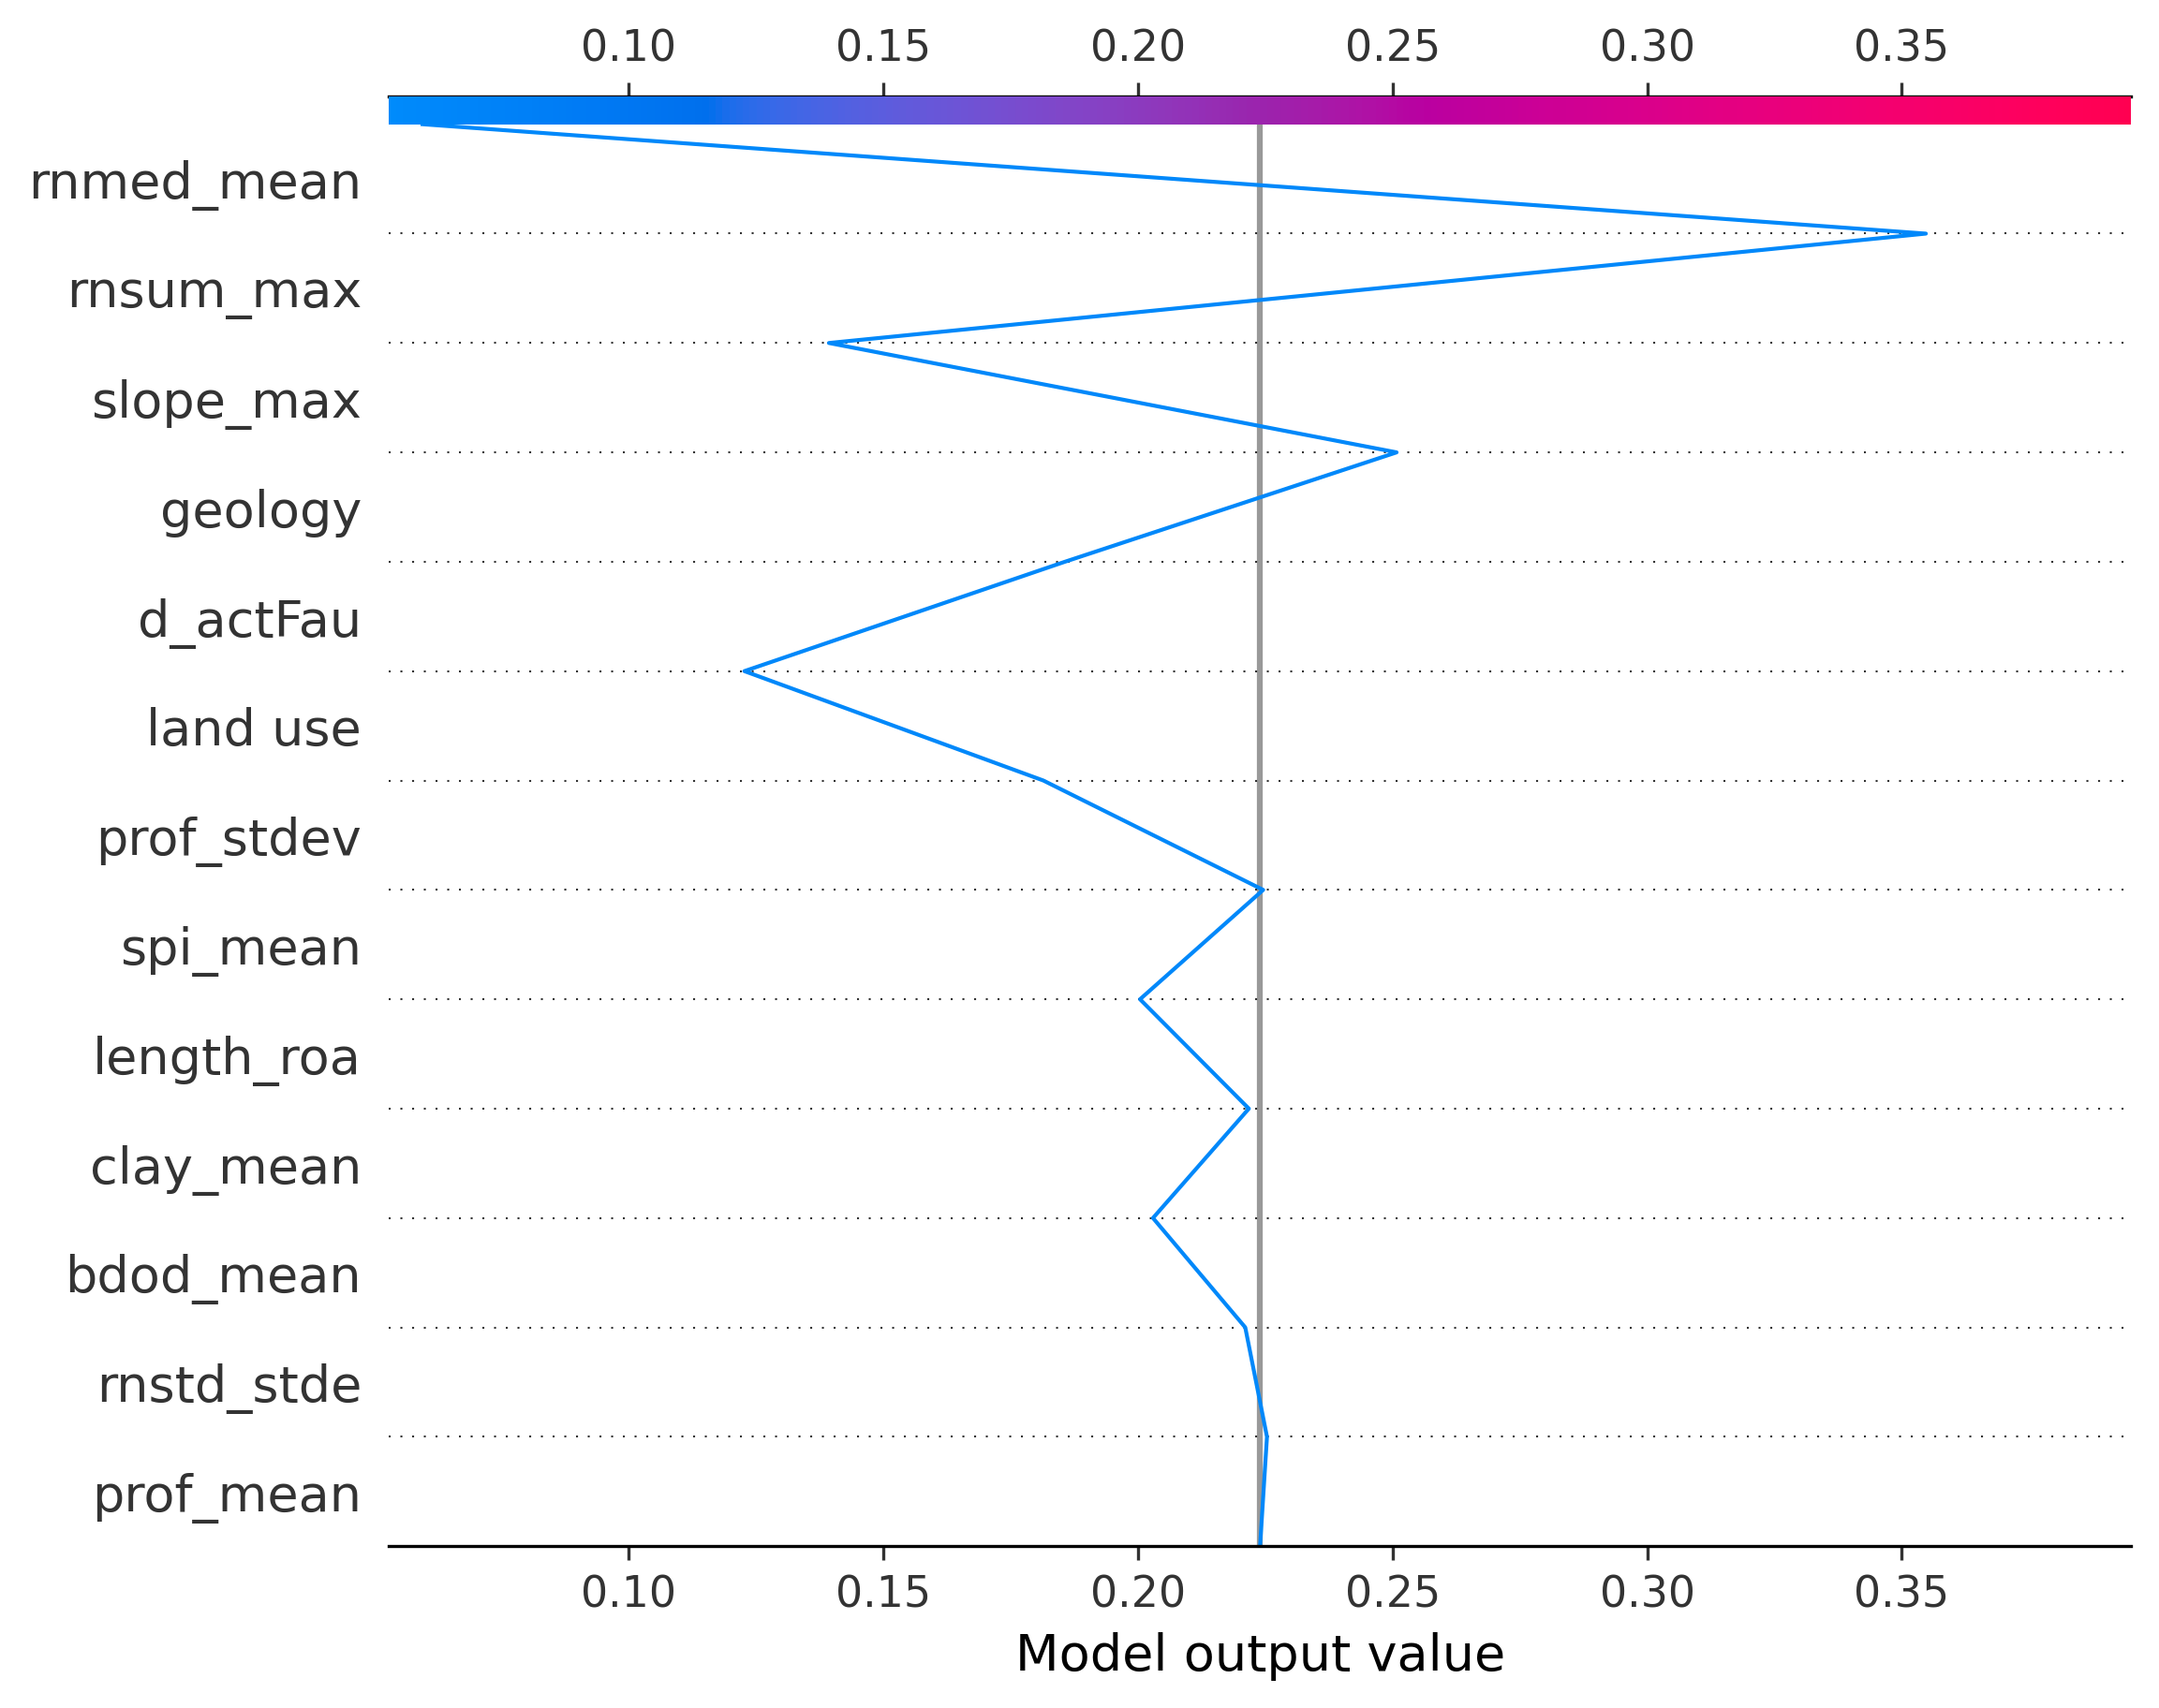 0.10 0.15 0.20 0.25 0.30 0.35
rnmed_mean
rnsum_max
slope_max
geology
d_actFau
land use
prof_stdev
spi_mean
length_roa
clay_mean
bdod_mean
rnstd_stde
prof_mean
0.10 0.15 0.20 0.25 0.30 0.35
Model output value